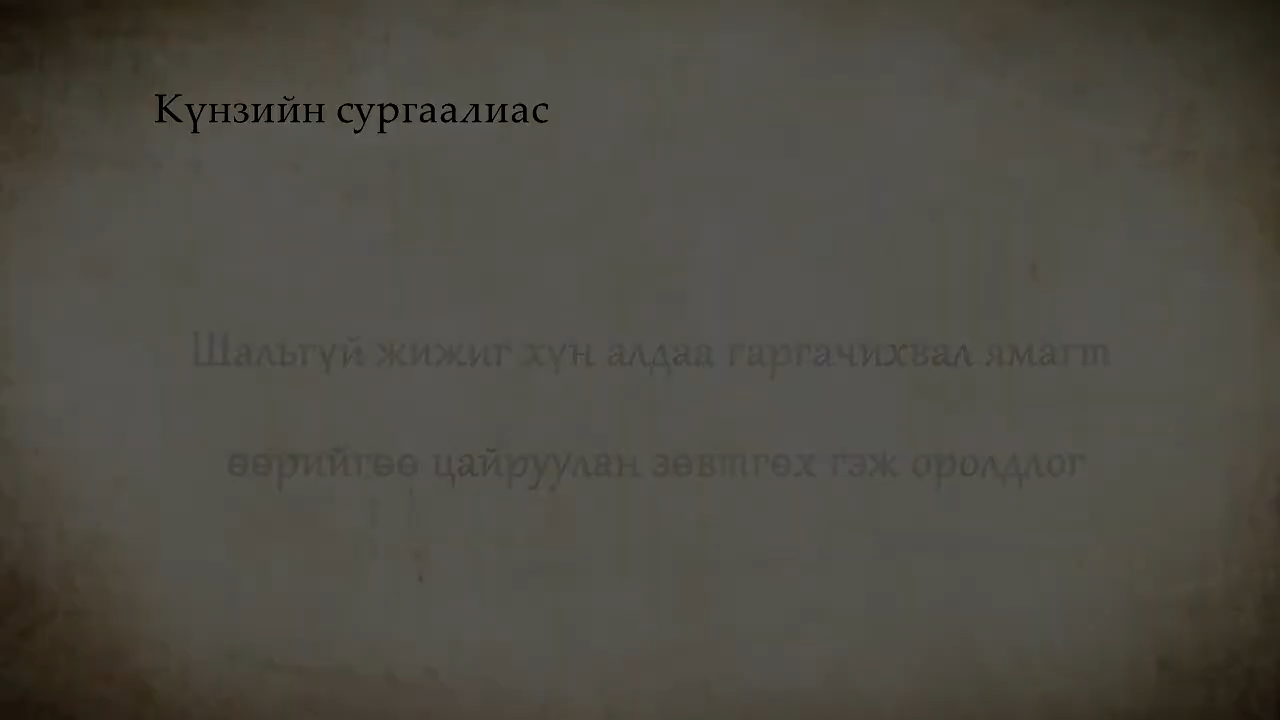 Күнзийн сургаалиас
Шальгүй жижиг хүн алдаа гаргачихвал ямагт
өөрийгөө цайруулан зөвтгөх гэж оролдлог